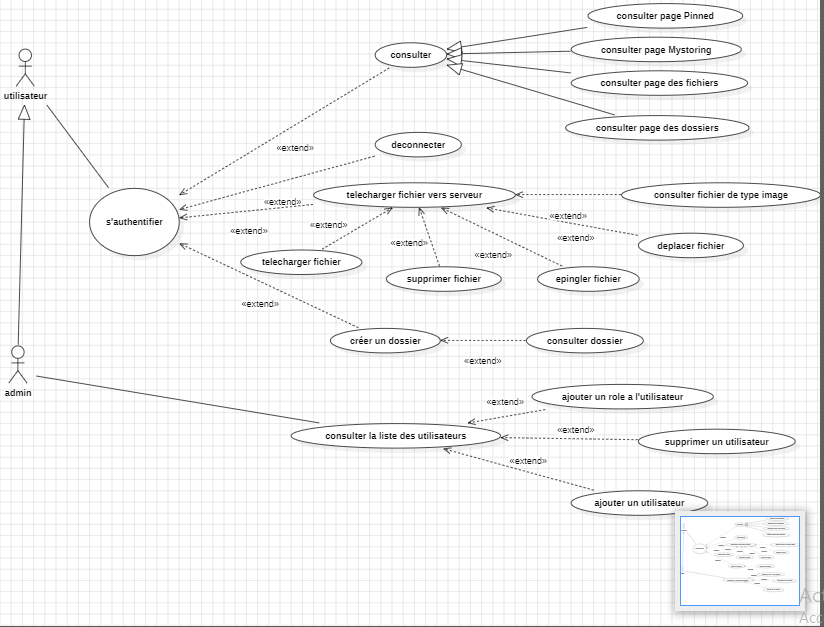 consulter page Pinned
consulter
consulter page Mystoring
utilisateur
consulter page des fichiers
consulter page des dossiers
«extend»
deconnecter
telecharger fichier vers serveur
consulter fichier de type image
«extend»
s'authentifier
«extend»
«extend»
«extend»
«extend»
«extend»
deplacer fichier
«extend»
telecharger fichier
supprimer fichier
epingler fichier
«extend»
créer un dossier
consulter dossier
«extend»
admin
«extend»
ajouter un role a l'utilisateur
consulter la liste des utilisateurs
«extend»
supprimer un utilisateur
«extend»
ajouter un utilisateur